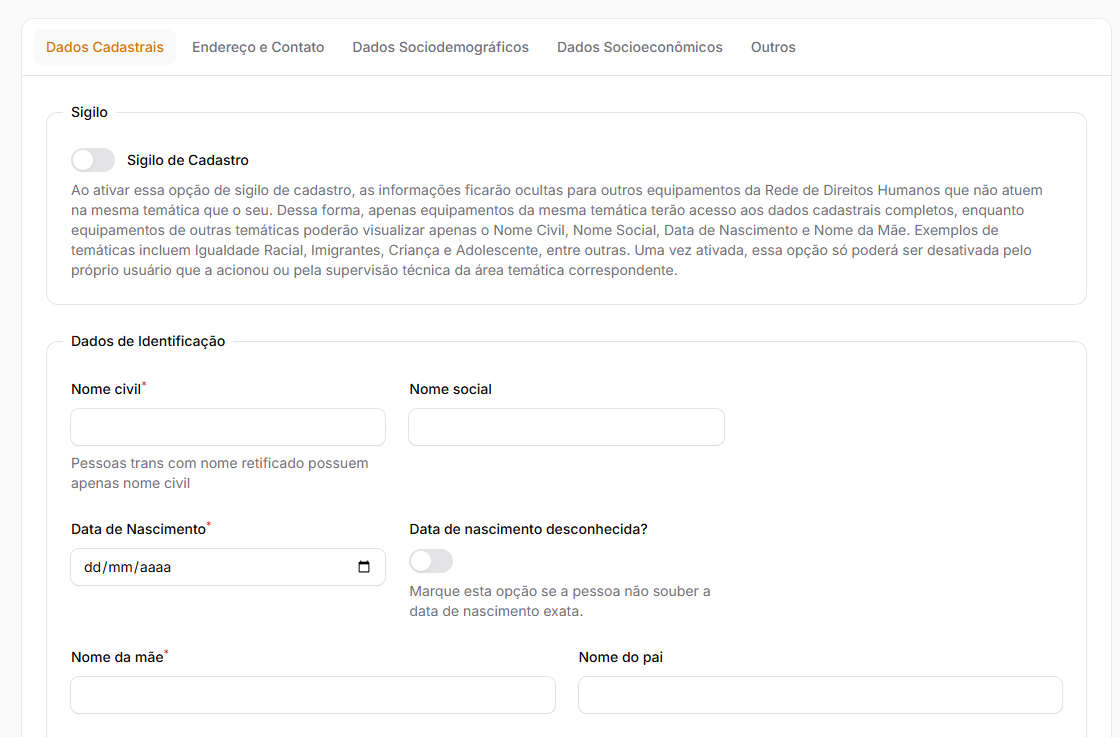 Dados Cadastrais Endereço e Contato Dados Sociodemográficos Dados Socioeconômicos Outros
Sigilo
Sigilo de Cadastro
Ao ativar essa opção de sigilo de cadastro, as informações ficarão ocultas para outros equipamentos da Rede de Direitos Humanos que não atuem
na mesma temática que o seu. Dessa forma, apenas equipamentos da mesma temática terão acesso aos dados cadastrais completos, enquanto
equipamentos de outras temáticas poderão visualizar apenas o Nome Civil, Nome Social, Data de Nascimento e Nome da Mãe. Exemplos de
temáticas incluem Igualdade Racial, Imigrantes, Criança e Adolescente, entre outras. Uma vez ativada, essa opção só poderá ser desativada pelo
próprio usuário que a acionou ou pela supervisão técnica da área temática correspondente.
Dados de Identificação
Nome civil* Nome social
Pessoas trans com nome retificado possuem
apenas nome civil
Data de Nascimento* Data de nascimento desconhecida?
dd/mm/aaaa
Marque esta opção se a pessoa não souber a
data de nascimento exata.
Nome da mãe* Nome do pai